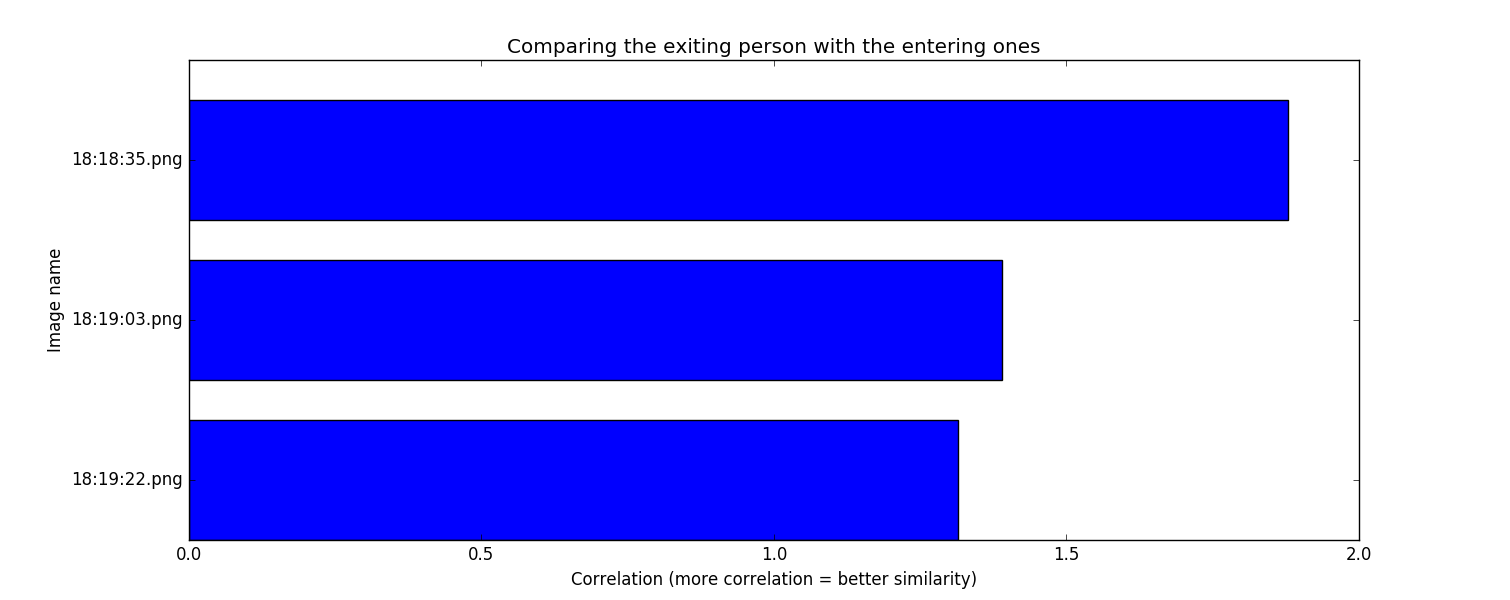 Comparing the exiting person with the entering ones
18:18:35.png
18:19:03.png
18:19:22.png
Image name
0.0 0.5 1.0 1.5 2.0
Correlation (more correlation = better similarity)